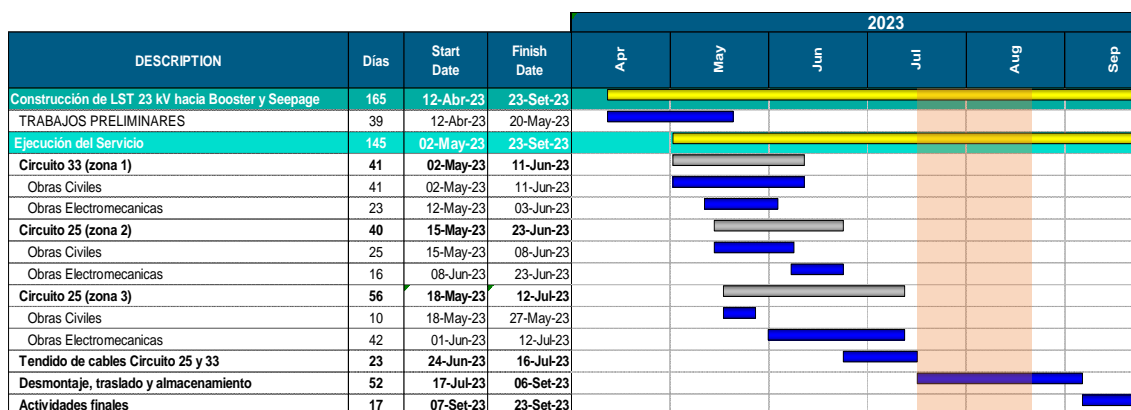 2023
DESCRIPTION Días Start Date Finish Date Apr May Jun Jul Aug Sep
Construcción de LST 23 kV hacia Booster y Seepage 165 12-Abr-23 23-Set-23
TRABAJOS PRELIMINARES 39 12-Abr-23 20-May-23
Ejecución del Servicio 145 02-May-23 23-Set-23
Circuito 33 (zona 1) 41 02-May-23 11-Jun-23
Obras Civiles 41 02-May-23 11-Jun-23
Obras Electromecanicas 23 12-May-23 03-Jun-23
Circuito 25 (zona 2) 40 15-May-23 23-Jun-23
Obras Civiles 25 15-May-23 08-Jun-23
Obras Electromecanicas 16 08-Jun-23 23-Jun-23
Circuito 25 (zona 3) 56 18-May-23 12-Jul-23
Obras Civiles 10 18-May-23 27-May-23
Obras Electromecanicas 42 01-Jun-23 12-Jul-23
Tendido de cables Circuito 25 y 33 23 24-Jun-23 16-Jul-23
Desmontaje, traslado y almacenamiento 52 17-Jul-23 06-Set-23
Actividades finales 17 07-Set-23 23-Set-23